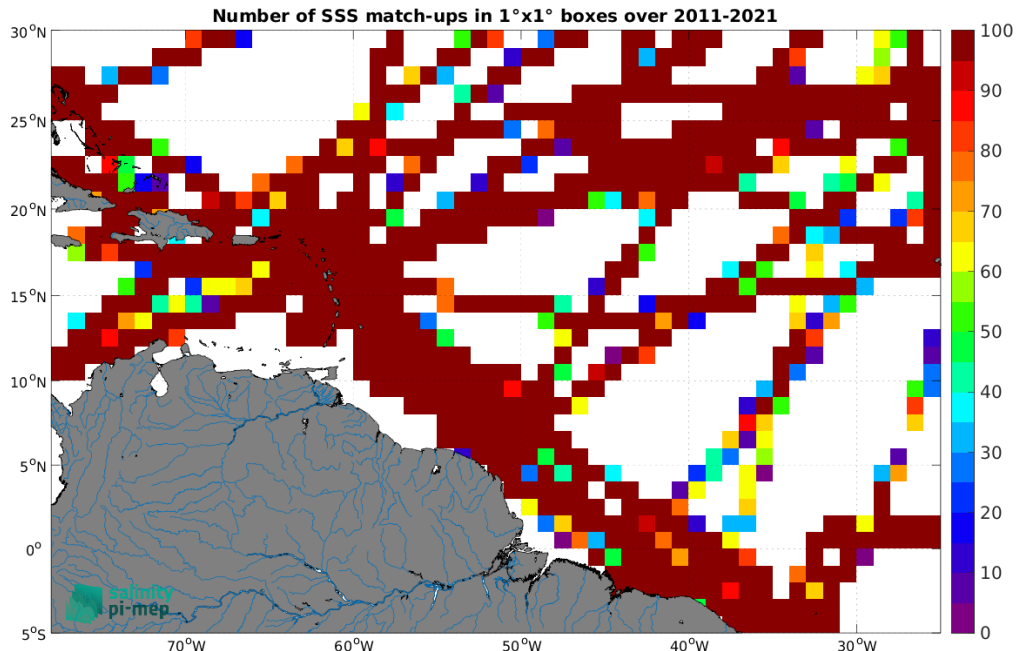 Number of SSS match-ups in 1°x1° boxes over 2011-2021
30°N
25°N
20°N
15°N
10°N
5°N
0°
5°S
70°W
60°W
50°W
40°W
30°W
100
90
80
70
60
50
40
30
20
10
0
salinity
pi-mep